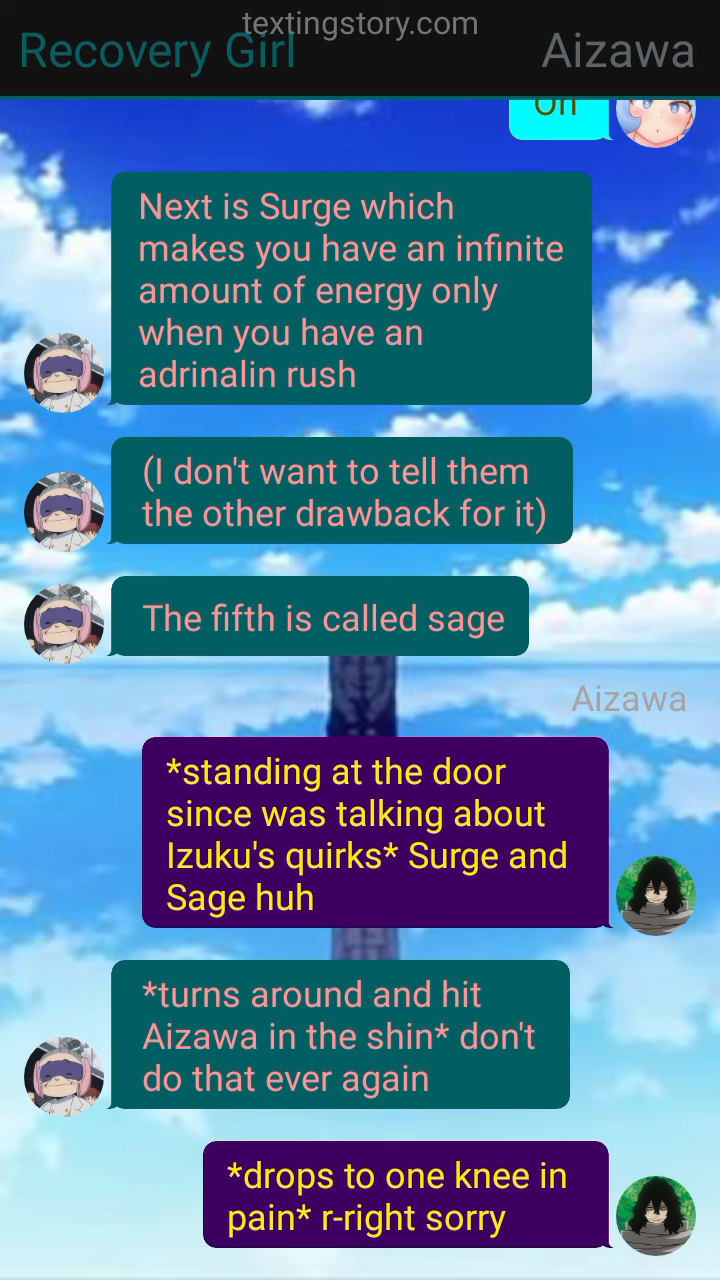 textingstory.com
Recovery Girl
Aizawa
Oh
Next is Surge which
makes you have an infinite
amount of energy only
when you have an
adrinalin rush
(I don't want to tell them
the other drawback for it)
The fifth is called sage
Aizawa
*standing at the door
since was talking about
Izuku's quirks* Surge and
Sage huh
*turns around and hit
Aizawa in the shin* don't
do that ever again
*drops to one knee in
pain* r-right sorry